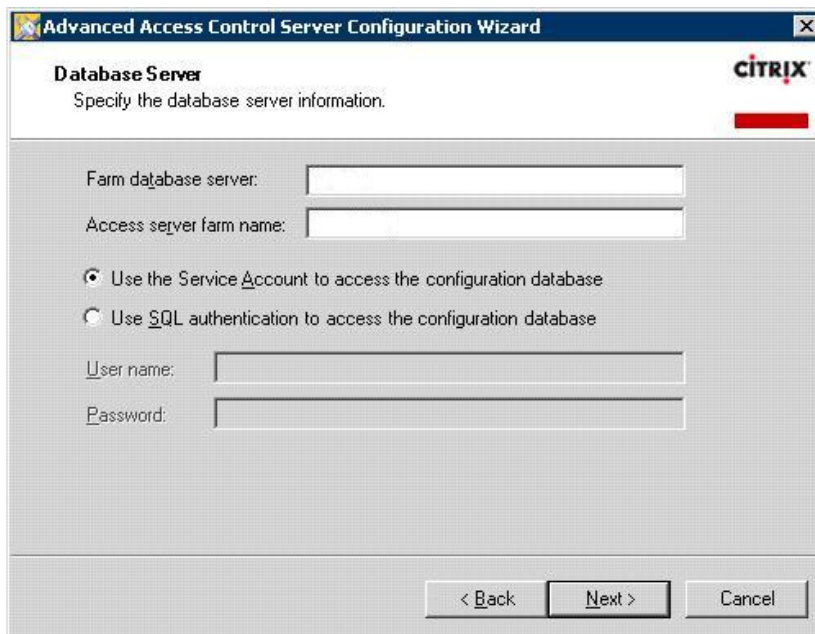 Advanced Access Control Server Configuration Wizard
Database Server
CITRIX
Specify the database server information.
Farm database server:
Access server farm name:
Use the Service Account to access the configuration database
Use SQL authentication to access the configuration database
User name:
Password:
< Back
Next >
Cancel